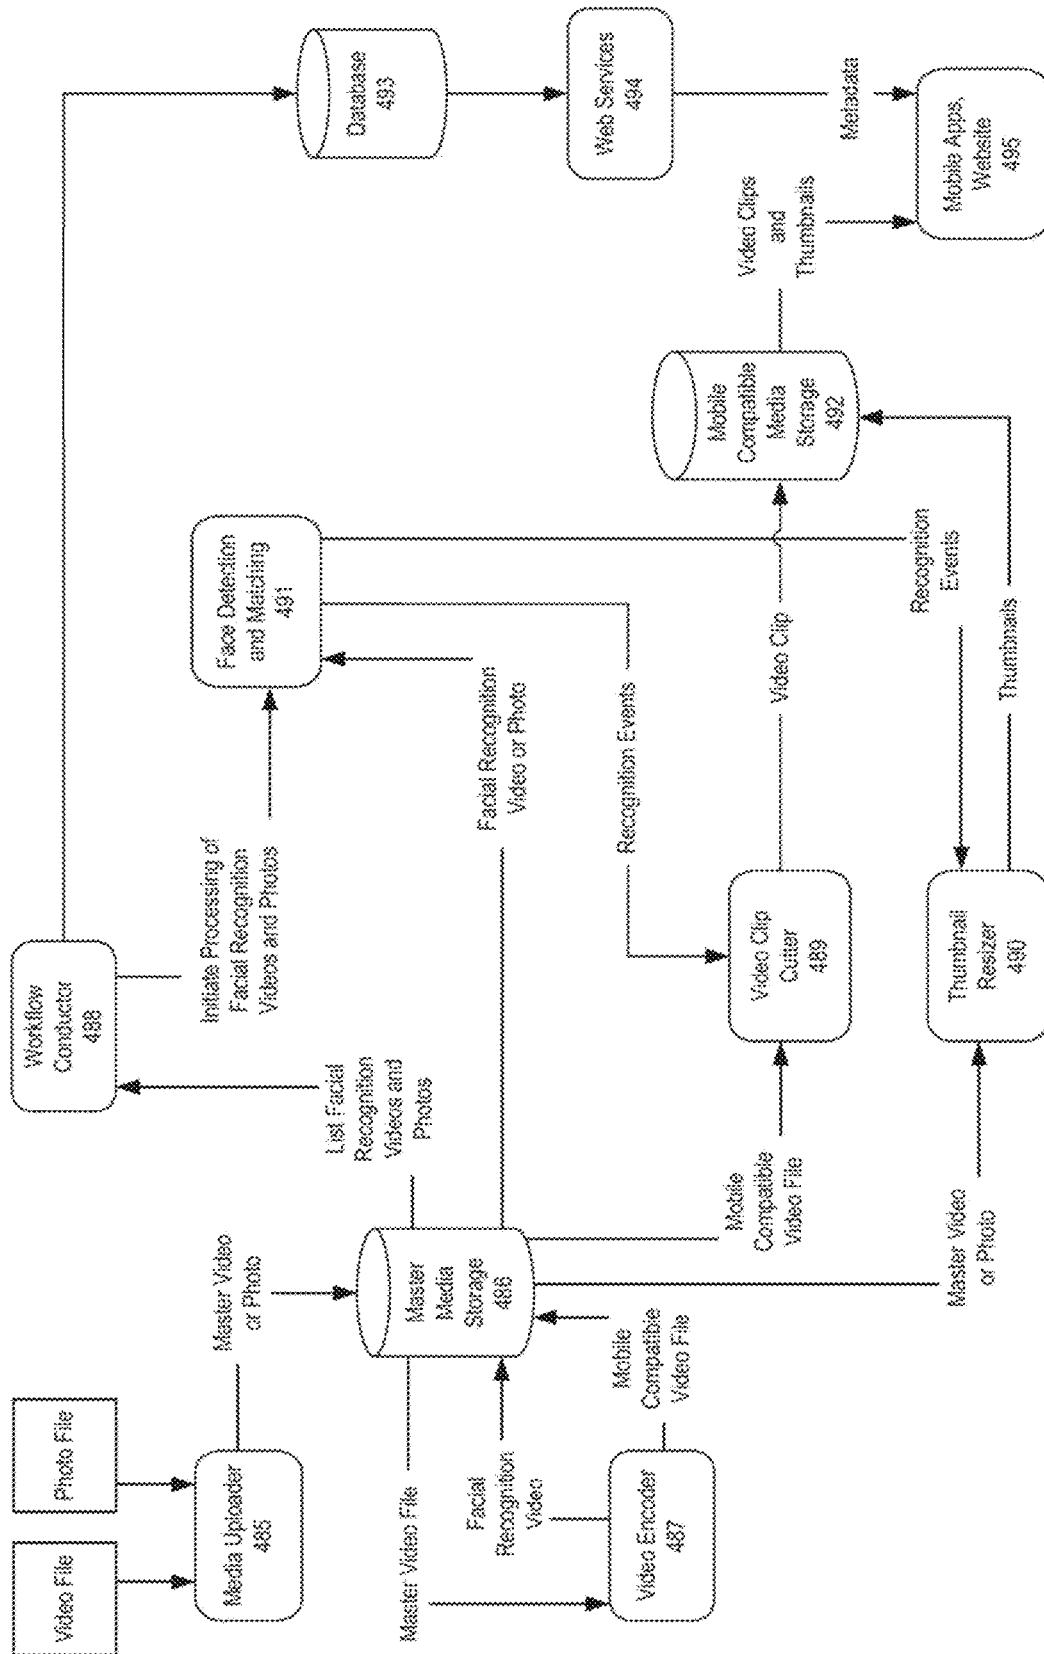 Video File
Photo File
Media Uploader
485
Master Video
or Photo
Master
Media
Storage
486
Master Video File
Facial
Recognition
Video
Mobile
Compatible
Video File
Video Encoder
487
List Facial
Recognition
Videos and
Photos
Workflow
Conductor
488
Initiate Processing of
Facial Recognition
Videos and Photos
Facial Recognition
Video or Photo
Face Detection
and Matching
491
Recognition Events
Mobile
Compatible
Video File
Video Clip
Cutter
489
Video Clip
Master Video
or Photo
Thumbnail
Resizer
490
Recognition
Events
Thumbnails
Mobile
Compatible
Media
Storage
492
Video Clips
and
Thumbnails
Database
493
Web Services
494
Metadata
Mobile Apps,
Website
495